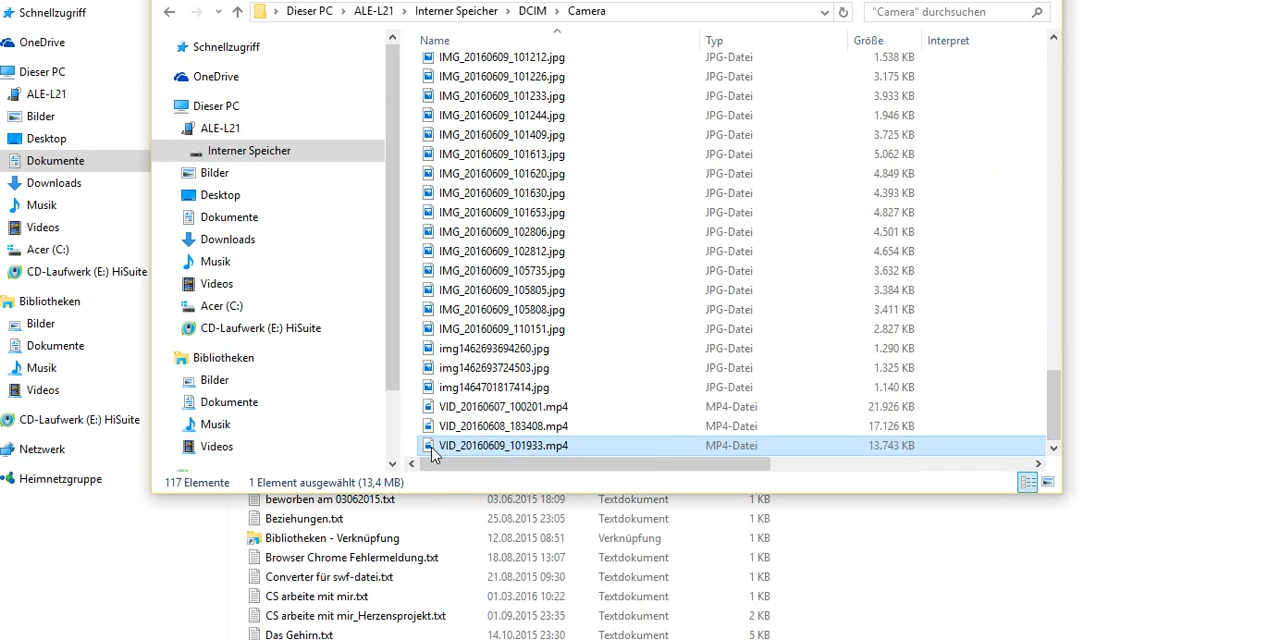 Schnellzugriff
OneDrive
Dieser PC
ALE-L21
Bilder
Desktop
Dokumente
Downloads
Musik
Videos
Acer (C:)
CD-Laufwerk (E:) HiSuite
Bibliotheken
Bilder
Dokumente
Musik
Videos
CD-Laufwerk (E:) HiSuite
Netzwerk
Heimnetzgruppe
Dieser PC > ALE-L21 > Interner Speicher > DCIM > Camera
"Camera" durchsuchen
Schnellzugriff
OneDrive
Dieser PC
ALE-L21
Interner Speicher
Bilder
Desktop
Dokumente
Downloads
Musik
Videos
Acer (C:)
CD-Laufwerk (E:) HiSuite
Bibliotheken
Bilder
Dokumente
Musik
Videos
Name Typ Größe Interpret
IMG_20160609_101212.jpg JPG-Datei 1.538 KB
IMG_20160609_101226.jpg JPG-Datei 3.175 KB
IMG_20160609_101233.jpg JPG-Datei 3.933 KB
IMG_20160609_101244.jpg JPG-Datei 1.946 KB
IMG_20160609_101409.jpg JPG-Datei 3.725 KB
IMG_20160609_101613.jpg JPG-Datei 5.062 KB
IMG_20160609_101620.jpg JPG-Datei 4.849 KB
IMG_20160609_101630.jpg JPG-Datei 4.393 KB
IMG_20160609_101653.jpg JPG-Datei 4.827 KB
IMG_20160609_102806.jpg JPG-Datei 4.501 KB
IMG_20160609_102812.jpg JPG-Datei 4.654 KB
IMG_20160609_105735.jpg JPG-Datei 3.632 KB
IMG_20160609_105805.jpg JPG-Datei 3.384 KB
IMG_20160609_105808.jpg JPG-Datei 3.411 KB
IMG_20160609_110151.jpg JPG-Datei 2.827 KB
img1462693694260.jpg JPG-Datei 1.290 KB
img1462693724503.jpg JPG-Datei 1.325 KB
img1464701817414.jpg JPG-Datei 1.140 KB
VID_20160607_100201.mp4 MP4-Datei 21.926 KB
VID_20160608_183408.mp4 MP4-Datei 17.126 KB
VID_20160609_101933.mp4 MP4-Datei 13.743 KB
117 Elemente 1 Element ausgewählt (13,4 MB)
beworben am 03062015.txt 03.06.2015 18:09 Textdokument 1 KB
Beziehungen.txt 25.08.2015 23:05 Textdokument 1 KB
Bibliotheken - Verknüpfung 12.08.2015 08:51 Verknüpfung 1 KB
Browser Chrome Fehlermeldung.txt 18.08.2015 13:07 Textdokument 1 KB
Converter für swf-datei.txt 21.08.2015 09:30 Textdokument 1 KB
CS arbeite mit mir.txt 01.03.2016 10:22 Textdokument 1 KB
CS arbeite mit mir_Herzensprojekt.txt 01.09.2015 23:35 Textdokument 2 KB
Das Gehirn.txt 14.10.2015 23:30 Textdokument 5 KB